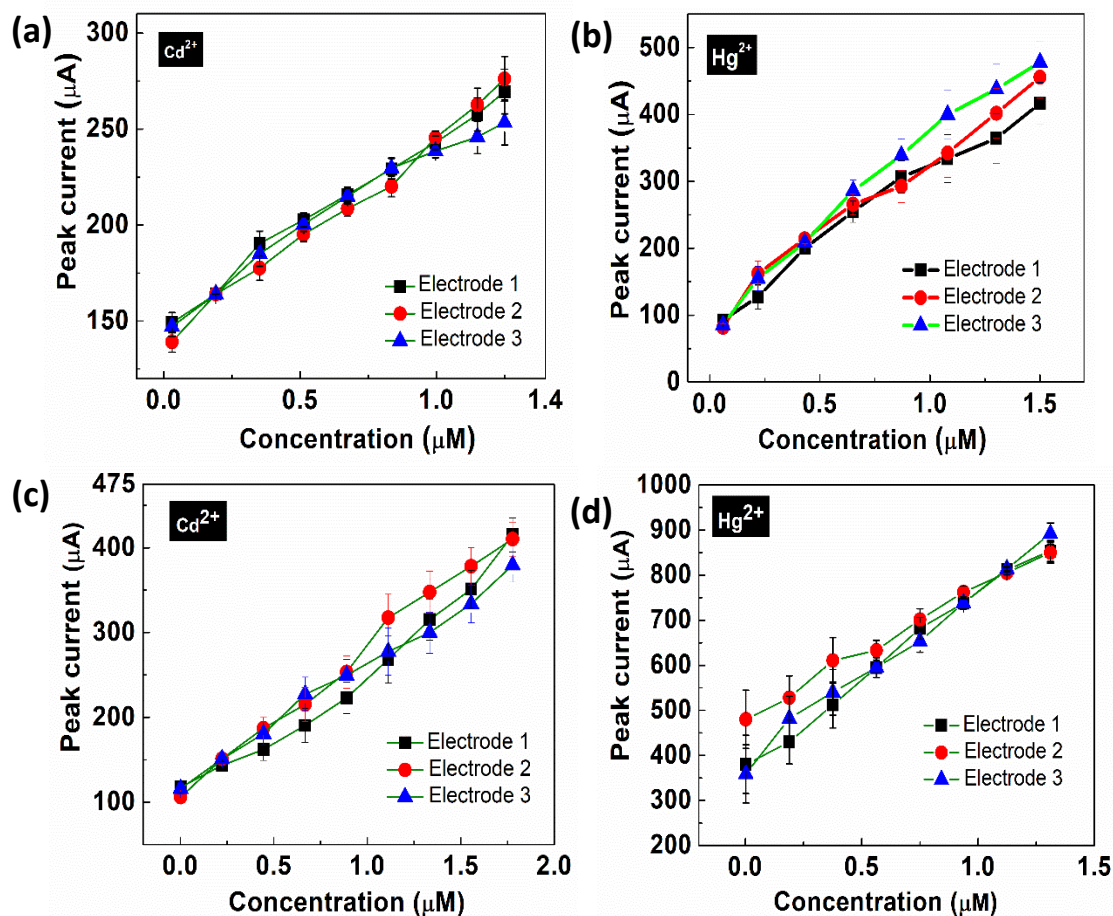 (a)
Cd²⁺
Peak current (μA)
300
250
200
150
0.0 0.5 1.0 1.4
Concentration (μM)
Electrode 1
Electrode 2
Electrode 3
(b)
Hg²⁺
Peak current (μA)
500
400
300
200
100
0
0.0 0.5 1.0 1.5
Concentration (μM)
Electrode 1
Electrode 2
Electrode 3
(c)
Cd²⁺
Peak current (μA)
475
400
300
200
100
0.0 0.5 1.0 1.5 2.0
Concentration (μM)
Electrode 1
Electrode 2
Electrode 3
(d)
Hg²⁺
Peak current (μA)
1000
900
800
700
600
500
400
300
200
0.0 0.5 1.0 1.5
Concentration (μM)
Electrode 1
Electrode 2
Electrode 3